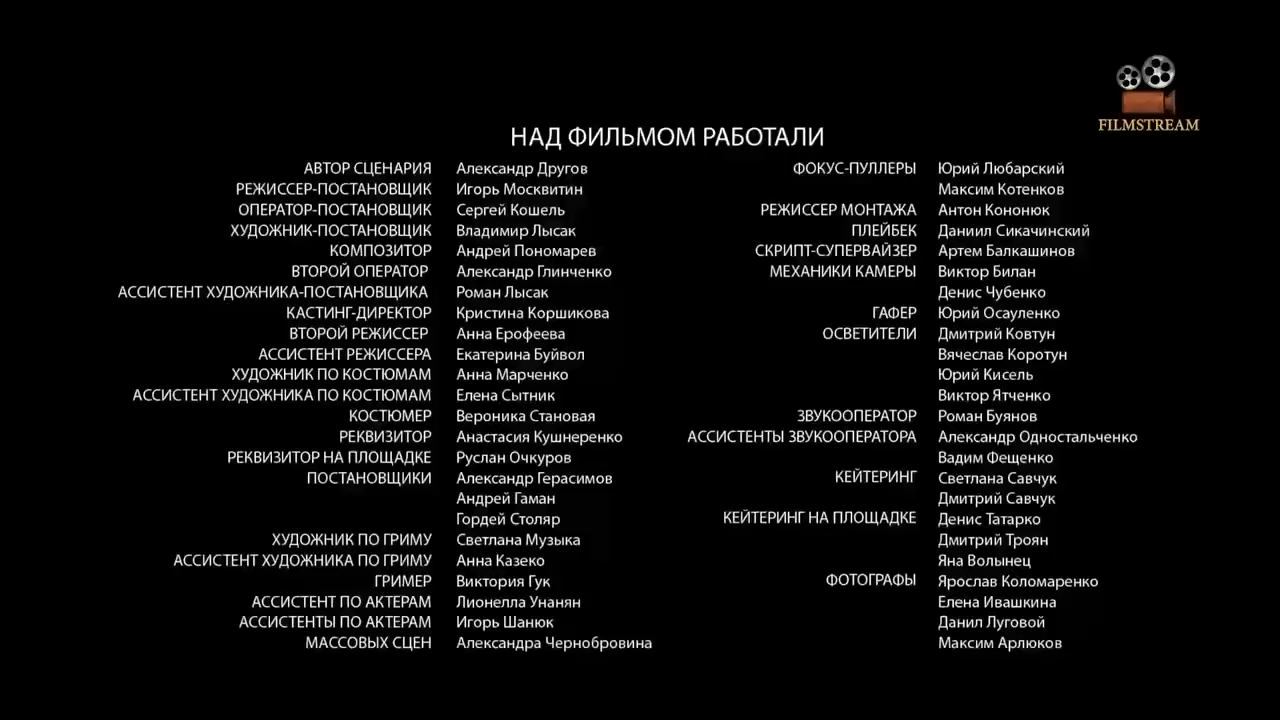 FILMSTREAM
НАД ФИЛЬМОМ РАБОТАЛИ
АВТОР СЦЕНАРИЯ Александр Другов
РЕЖИССЕР-ПОСТАНОВЩИК Игорь Москвитин
ОПЕРАТОР-ПОСТАНОВЩИК Сергей Кошель
ХУДОЖНИК-ПОСТАНОВЩИК Владимир Лысак
КОМПОЗИТОР Андрей Пономарев
ВТОРОЙ ОПЕРАТОР Александр Глинченко
АССИСТЕНТ ХУДОЖНИКА-ПОСТАНОВЩИКА Роман Лысак
КАСТИНГ-ДИРЕКТОР Кристина Коршикова
ВТОРОЙ РЕЖИССЕР Анна Ерофеева
АССИСТЕНТ РЕЖИССЕРА Екатерина Буйвол
ХУДОЖНИК ПО КОСТЮМАМ Анна Марченко
АССИСТЕНТ ХУДОЖНИКА ПО КОСТЮМАМ Елена Сытник
КОСТЮМЕР Вероника Становая
РЕКВИЗИТОР Анастасия Кушнеренко
РЕКВИЗИТОР НА ПЛОЩАДКЕ Руслан Очкуров
ПОСТАНОВЩИКИ Александр Герасимов
Андрей Гаман
Гордей Столяр
ХУДОЖНИК ПО ГРИМУ Светлана Музыка
АССИСТЕНТ ХУДОЖНИКА ПО ГРИМУ Анна Казеко
ГРИМЕР Виктория Гук
АССИСТЕНТ ПО АКТЕРАМ Лионелла Унанян
АССИСТЕНТЫ ПО АКТЕРАМ Игорь Шанюк
МАССОВЫХ СЦЕН Александра Чернобровина
ФОКУС-ПУЛЛЕРЫ Юрий Любарский
Максим Котенков
РЕЖИССЕР МОНТАЖА Антон Кононюк
ПЛЕЙБЕК Даниил Сикачинский
СКРИПТ-СУПЕРВАЙЗЕР Артем Балкашинов
МЕХАНИКИ КАМЕРЫ Виктор Билан
Денис Чубенко
ГАФЕР Юрий Осауленко
ОСВЕТИТЕЛИ Дмитрий Ковтун
Вячеслав Коротун
Юрий Кисель
Виктор Ятченко
ЗВУКООПЕРАТОР Роман Буянов
АССИСТЕНТЫ ЗВУКООПЕРАТОРА Александр Одностальченко
Вадим Фещенко
КЕЙТЕРИНГ Светлана Савчук
Дмитрий Савчук
КЕЙТЕРИНГ НА ПЛОЩАДКЕ Денис Татарко
Дмитрий Троян
Яна Волынец
ФОТОГРАФЫ Ярослав Коломаренко
Елена Ивашкина
Данил Луговой
Максим Арлюков